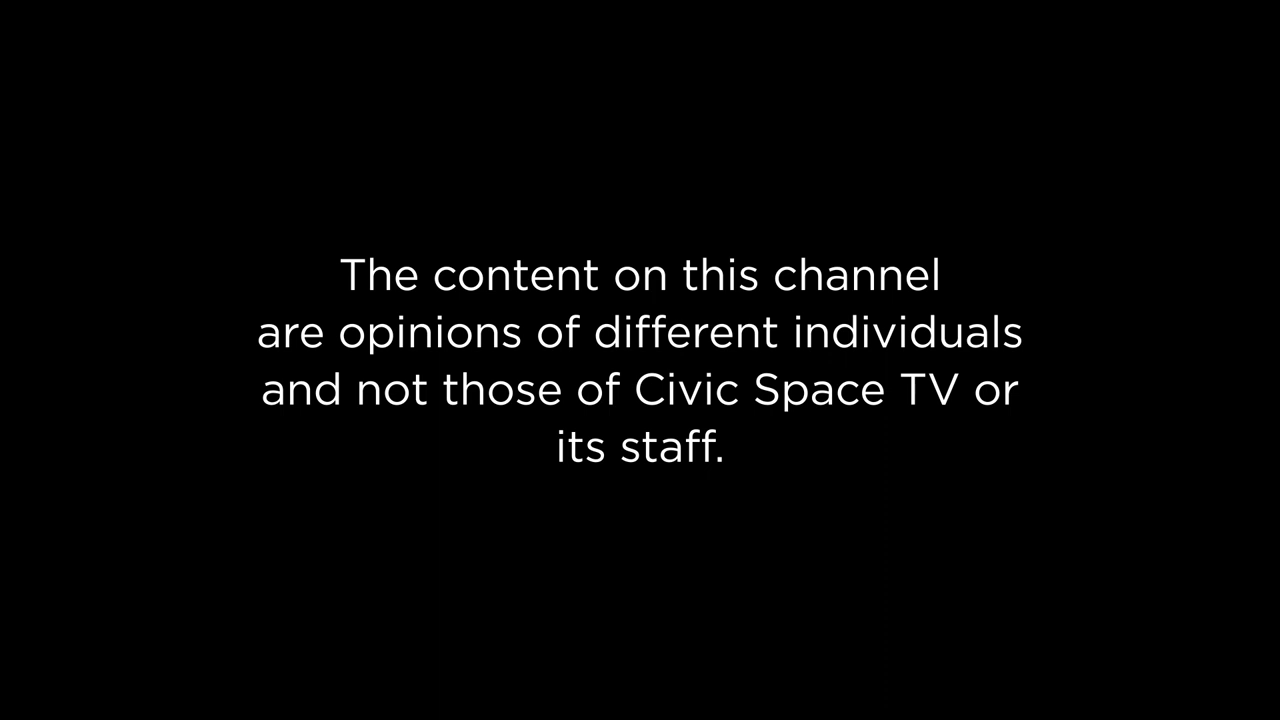 The content on this channel
are opinions of different individuals
and not those of Civic Space TV or
its staff.